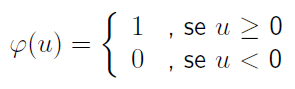 φ(u) = { 1 , se u ≥ 0
0 , se u < 0